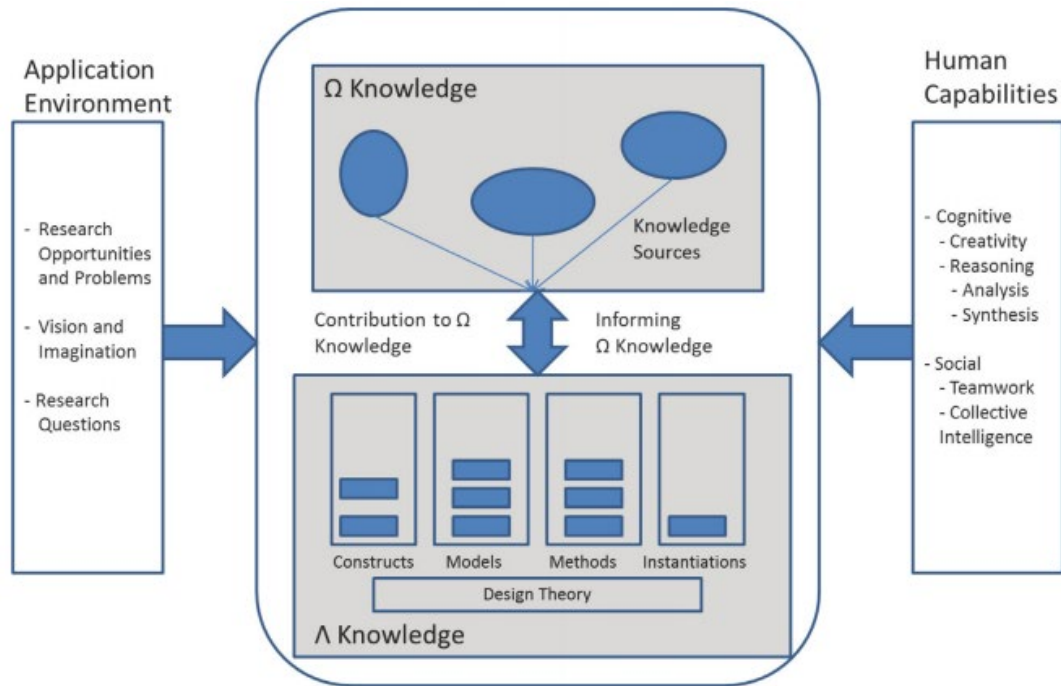 Application
Environment
- Research
Opportunities
and Problems
- Vision and
Imagination
- Research
Questions
Ω Knowledge
Knowledge
Sources
Contribution to Ω
Knowledge
Informing
Ω Knowledge
Constructs
Models
Methods
Instantiations
Design Theory
Λ Knowledge
Human
Capabilities
- Cognitive
- Creativity
- Reasoning
- Analysis
- Synthesis
- Social
- Teamwork
- Collective
Intelligence